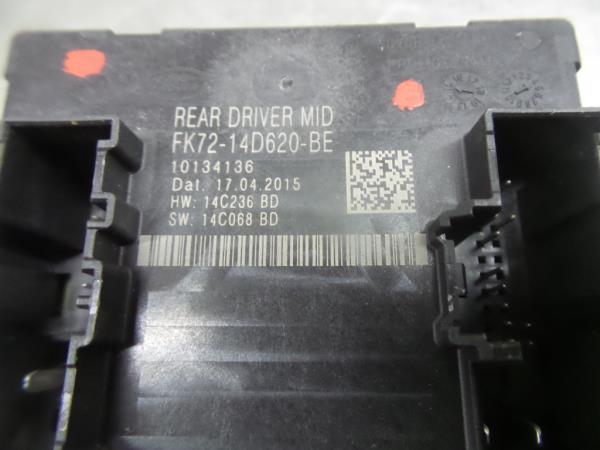 REAR DRIVER MID
FK72-14D620-BE
10134136
Dat. 17.04.2015
HW: 14C236 BD
SW: 14C068 BD